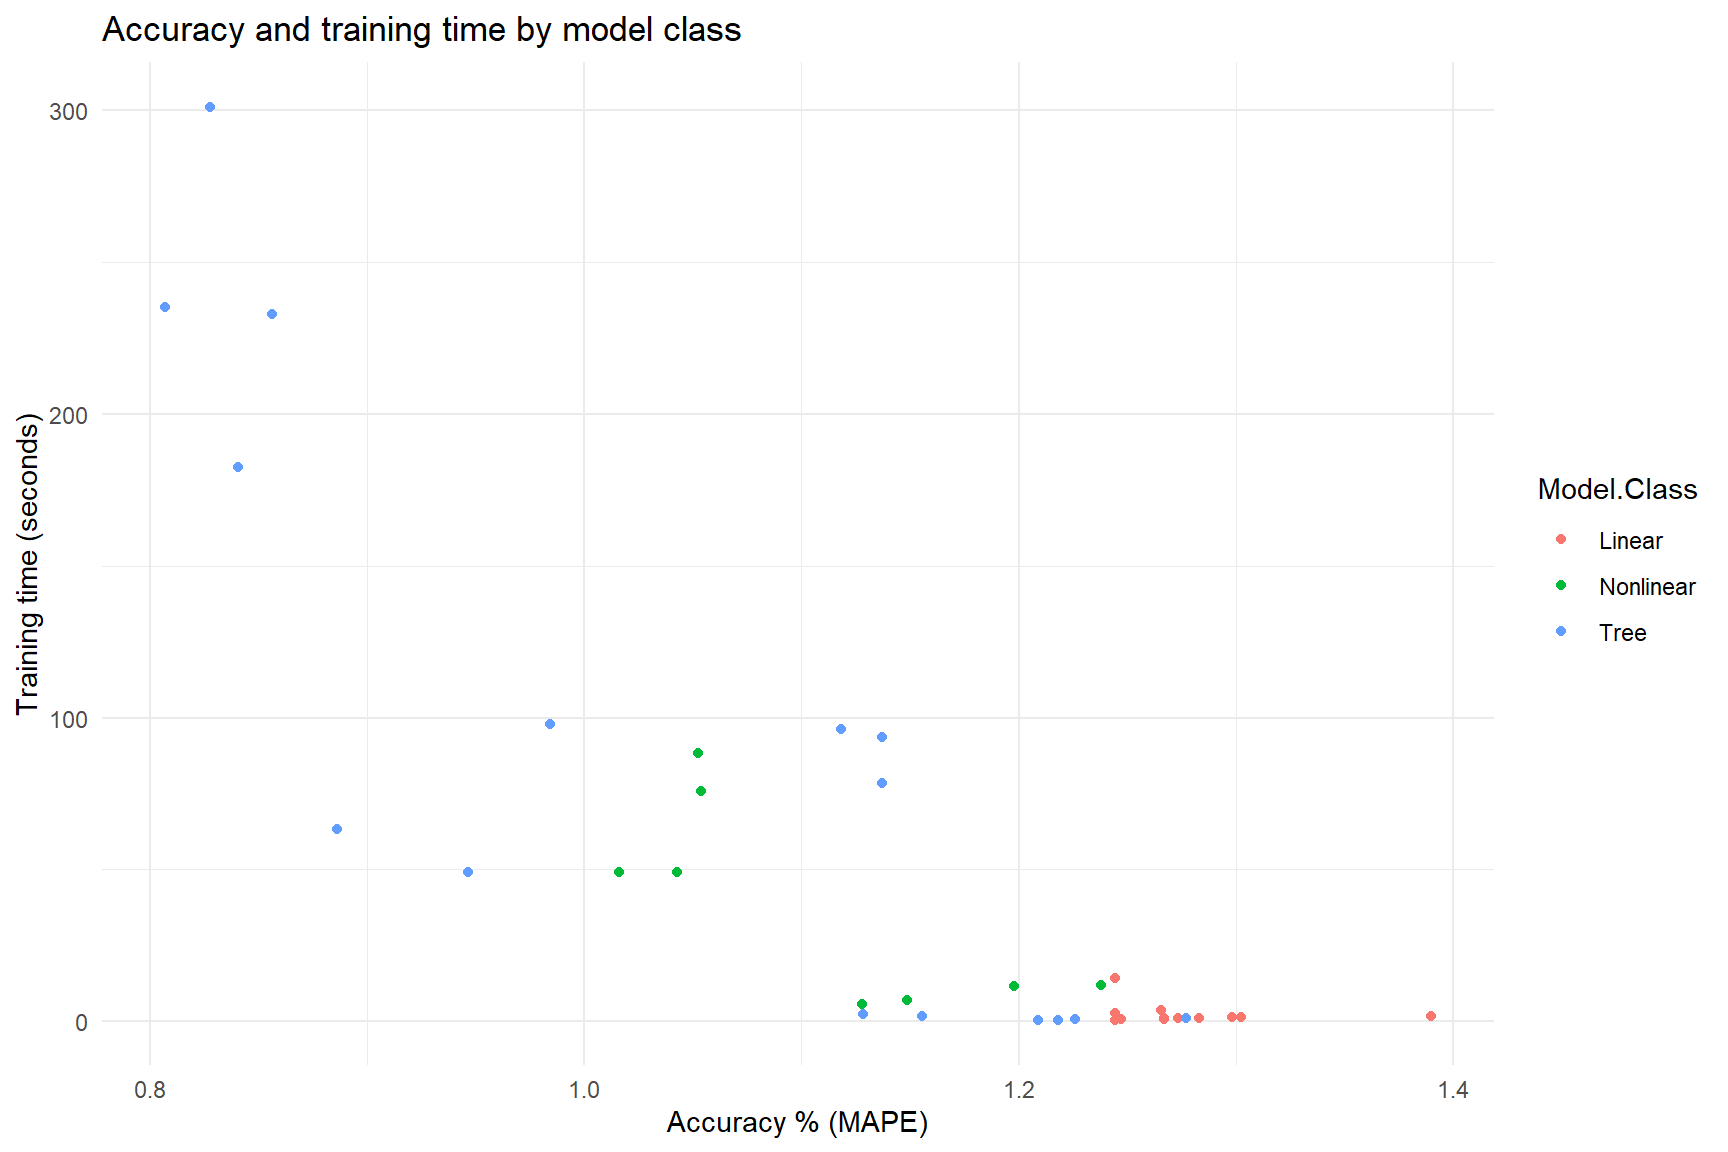 Accuracy and training time by model class
Training time (seconds)
300
200
100
0
0.8
1.0
1.2
1.4
Accuracy % (MAPE)
Model.Class
Linear
Nonlinear
Tree